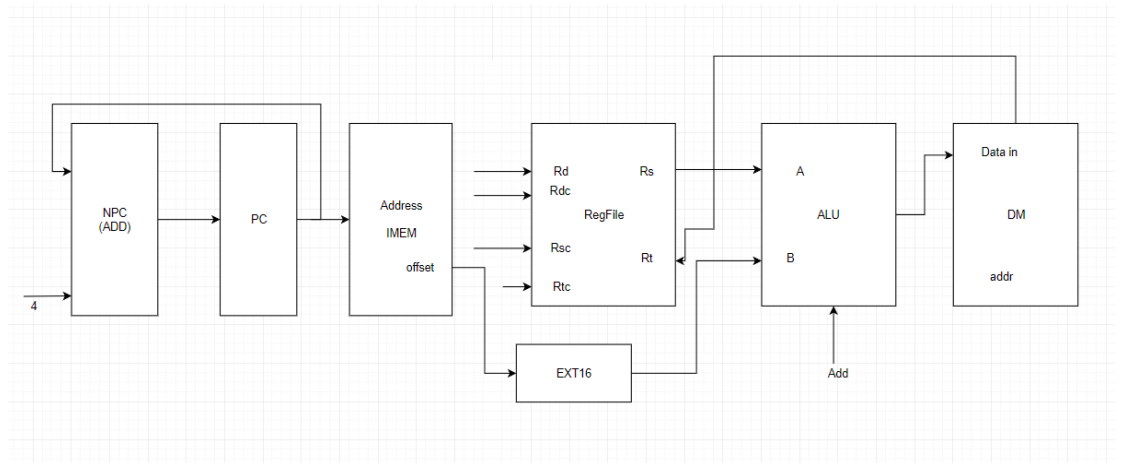 NPC
(ADD)
4
PC
Address
IMEM
offset
Rd
Rdc
Rsc
Rtc
RegFile
Rs
Rt
EXT16
A
ALU
B
Add
Data in
DM
addr